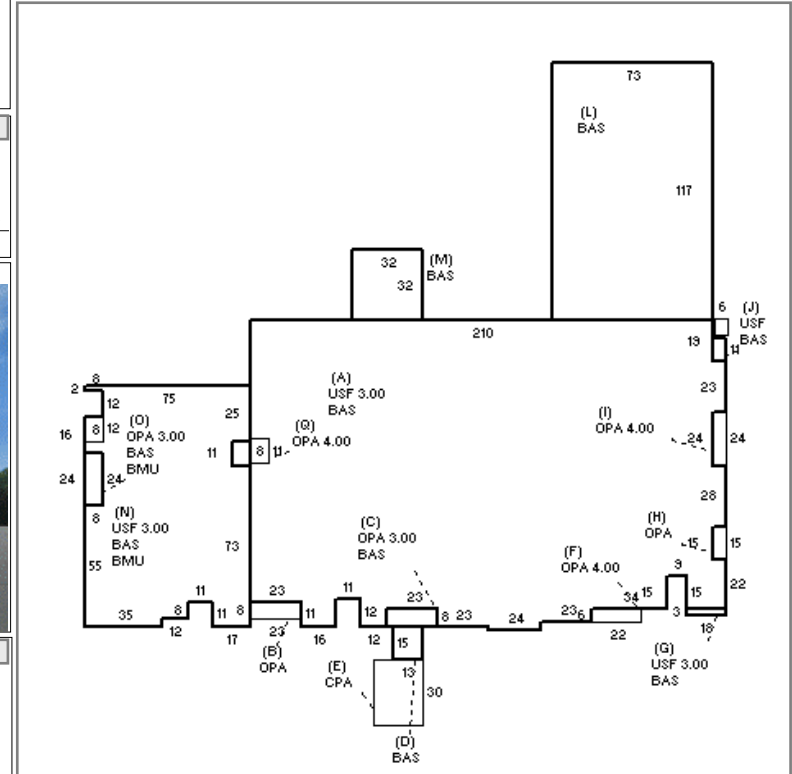 73
(L)
BAS
117
32
32
(M)
BAS
6
(J)
USF
BAS
210
19
11
8
2
75
12
25
(A)
USF 3.00
BAS
23
16
8
12
(O)
OPA 3.00
BAS
BMU
11
8
11
(Q)
OPA 4.00
(I)
OPA 4.00
24
24
24
24
8
(N)
USF 3.00
BAS
BMU
28
55
73
(C)
OPA 3.00
BAS
(H)
OPA
15
15
(F)
OPA 4.00
9
11
8
11
8
23
11
11
12
23
8
23
24
23
6
34
15
15
22
3
35
12
17
23
16
12
15
22
18
(B)
OPA
(E)
CPA
13
30
(G)
USF 3.00
BAS
(D)
BAS